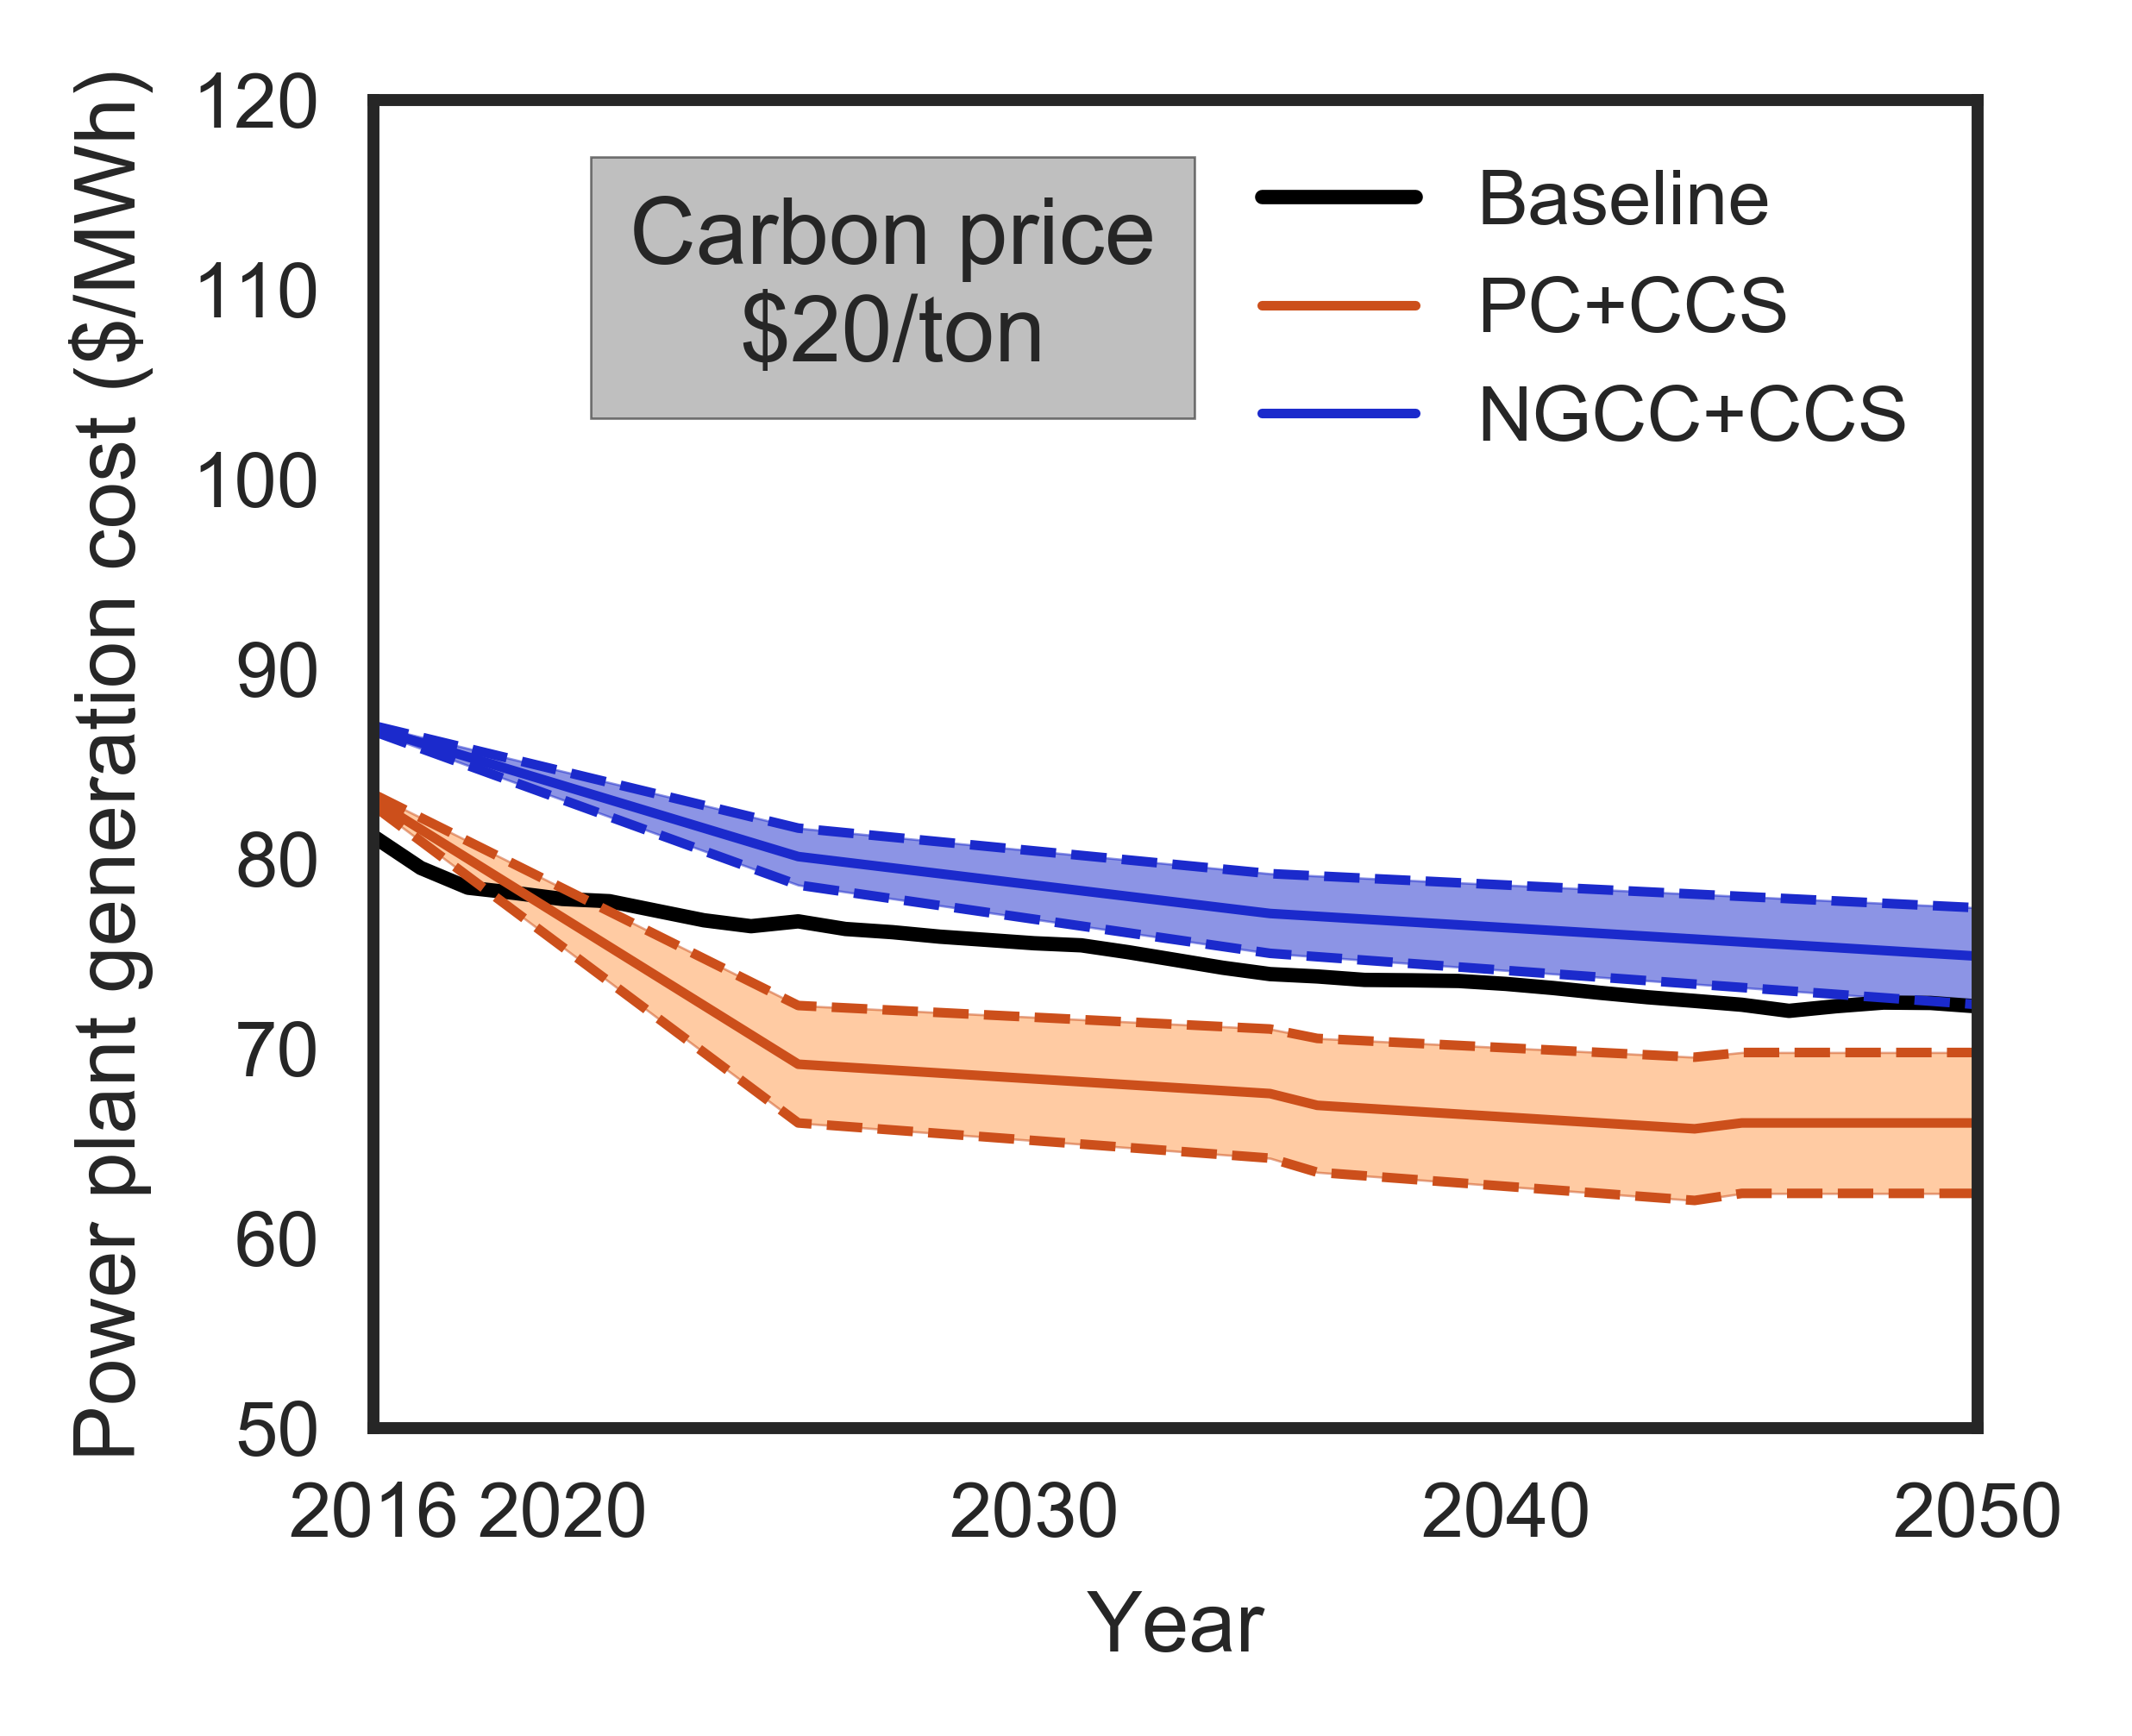 Power plant generation cost ($/MWh)
120
110
100
90
80
70
60
50
Carbon price
$20/ton
Baseline
PC+CCS
NGCC+CCS
2016 2020 2030 2040 2050
Year